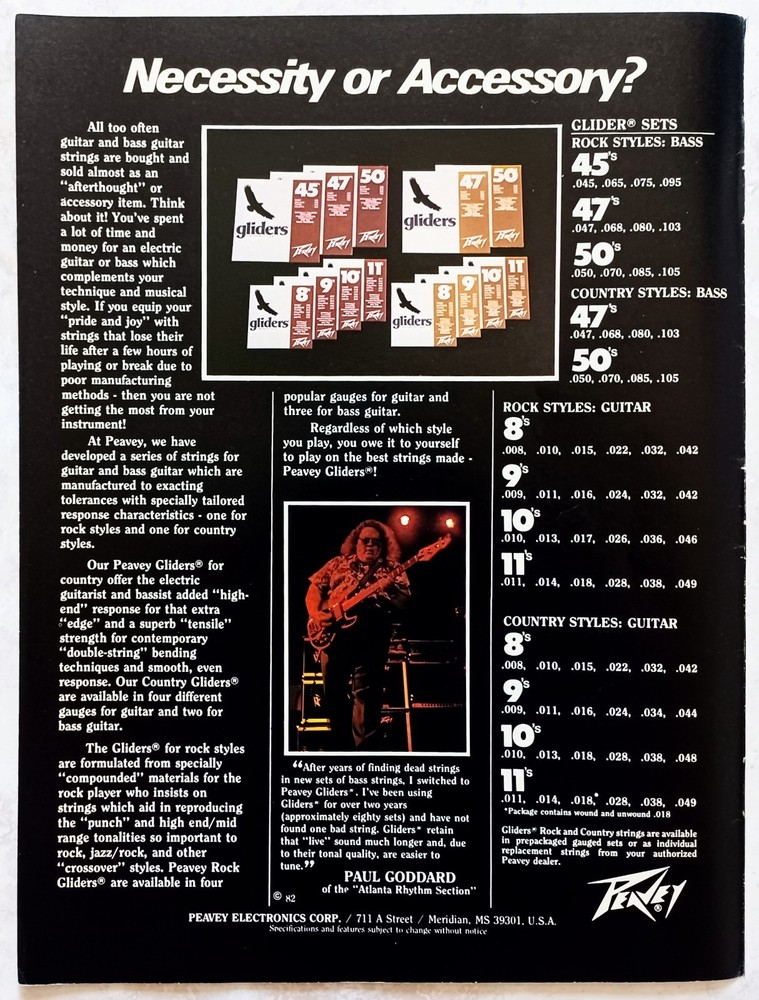 Necessity or Accessory?
All too often
guitar and bass guitar
strings are bought and
sold almost as an
“afterthought” or
accessory item. Think
about it! You've spent
a lot of time and
money for an electric
guitar or bass which
complements your
technique and musical
style. If you equip your
“pride and joy” with
strings that lose their
life after a few hours of
playing or break due to
poor manufacturing
methods - then you are not
getting the most from your
instrument!
At Peavey, we have
developed a series of strings for
guitar and bass guitar which are
manufactured to exacting
tolerances with specially tailored
response characteristics - one for
rock styles and one for country
styles.
Our Peavey Gliders® for
country offer the electric
guitarist and bassist added “high-
end” response for that extra
“edge” and a superb “tensile”
strength for contemporary
“double-string” bending
techniques and smooth, even
response. Our Country Gliders®
are available in four different
gauges for guitar and two for
bass guitar.
The Gliders® for rock styles
are formulated from specially
“compounded” materials for the
rock player who insists on
strings which aid in reproducing
the “punch” and high end/mid
range tonalities so important to
rock, jazz/rock, and other
“crossover” styles. Peavey Rock
Gliders® are available in four
gliders
45
47
50
PEAVEY
gliders
47
50
PEAVEY
gliders
8
9
10
11
PEAVEY
gliders
8
9
10
11
PEAVEY
popular gauges for guitar and
three for bass guitar.
Regardless of which style
you play, you owe it to yourself
to play on the best strings made -
Peavey Gliders®!
“After years of finding dead strings
in new sets of bass strings, I switched to
Peavey Gliders®. I've been using
Gliders® for over two years
(approximately eighty sets) and have not
found one bad string. Gliders® retain
that “live” sound much longer and, due
to their tonal quality, are easier to
tune.”
PAUL GODDARD
of the “Atlanta Rhythm Section”
© 82
GLIDER® SETS
ROCK STYLES: BASS
45's
.045, .065, .075, .095
47's
.047, .068, .080, .103
50's
.050, .070, .085, .105
COUNTRY STYLES: BASS
47's
.047, .068, .080, .103
50's
.050, .070, .085, .105
ROCK STYLES: GUITAR
8's
.008, .010, .015, .022, .032, .042
9's
.009, .011, .016, .024, .032, .042
10's
.010, .013, .017, .026, .036, .046
11's
.011, .014, .018, .028, .038, .049
COUNTRY STYLES: GUITAR
8's
.008, .010, .015, .022, .032, .042
9's
.009, .011, .016, .024, .034, .044
10's
.010, .013, .018, .028, .038, .048
11's
.011, .014, .018,* .028, .038, .049
*Package contains wound and unwound .018
Gliders® Rock and Country strings are available
in prepackaged gauged sets or as individual
replacement strings from your authorized
Peavey dealer.
PEAVEY®
PEAVEY ELECTRONICS CORP. / 711 A Street / Meridian, MS 39301, U.S.A.
Specifications and features subject to change without notice